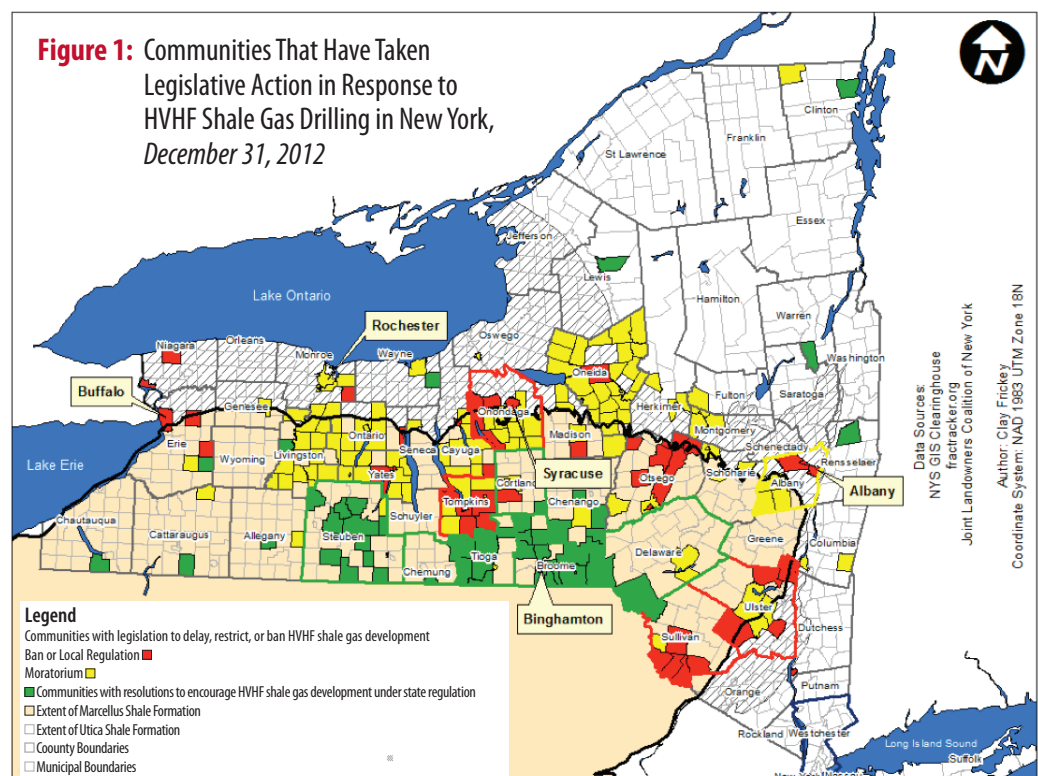 Figure 1: Communities That Have Taken
Legislative Action in Response to
HVHF Shale Gas Drilling in New York,
December 31, 2012
N
Clinton
Franklin
St Lawrence
Essex
Jefferson
Lewis
Hamilton
Lake Ontario
Warren
Rochester
Oswego
Washington
Niagara
Orleans
Monroe
Wayne
Oneida
Saratoga
Fulton
Herkimer
Buffalo
Genesee
Onondaga
Montgomery
Madison
Schenectady
Erie
Ontario
Seneca
Cayuga
Wyoming
Livingston
Rensselaer
Lake Erie
Yates
Syracuse
Otsego
Schoharie
Albany
Albany
Cortland
Tompkins
Chenango
Schuyler
Chautauqua
Cattaraugus
Allegany
Steuben
Greene
Columbia
Tioga
Delaware
Chemung
Broome
Binghamton
Ulster
Sullivan
Dutchess
Orange
Putnam
Rockland
Westchester
Long Island Sound
Suffolk
Legend
Communities with legislation to delay, restrict, or ban HVHF shale gas development
Ban or Local Regulation
Moratorium
Communities with resolutions to encourage HVHF shale gas development under state regulation
Extent of Marcellus Shale Formation
Extent of Utica Shale Formation
Coounty Boundaries
Municipal Boundaries
Data Sources:
NYS GIS Clearinghouse
fracttracker.org
Joint Landowners Coalition of New York
Author: Clay Frickey
Coordinate System: NAD 1983 UTM Zone 18N